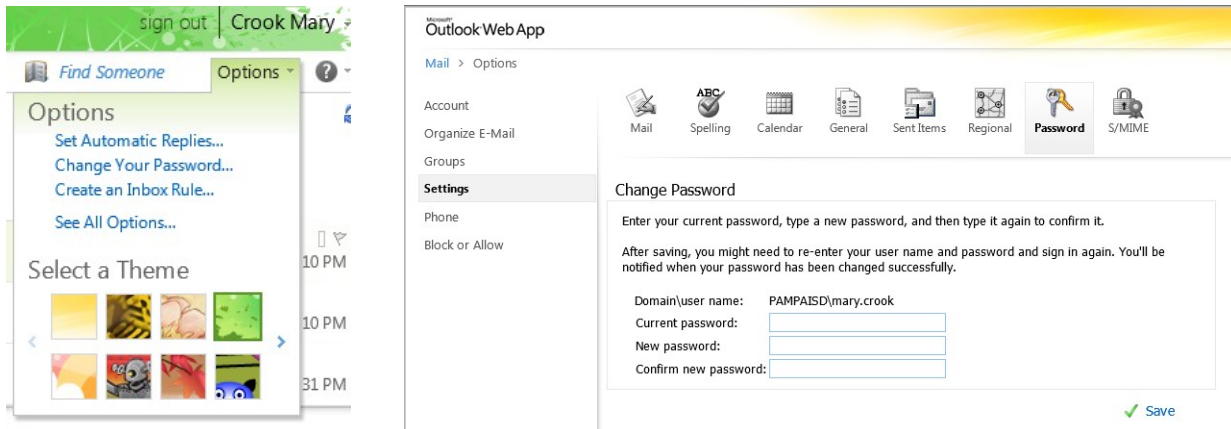 sign out | Crook Mary
Find Someone
Options
?
Options
Set Automatic Replies...
Change Your Password...
Create an Inbox Rule...
See All Options...
10 PM
Select a Theme
10 PM
31 PM
Microsoft®
Outlook Web App
Mail > Options
Account
Organize E-Mail
Groups
Settings
Phone
Block or Allow
ABC
Mail
Spelling
Calendar
General
Sent Items
Regional
Password
S/MIME
Change Password
Enter your current password, type a new password, and then type it again to confirm it.
After saving, you might need to re-enter your user name and password and sign in again. You'll be
notified when your password has been changed successfully.
Domain\user name: PAMPAISD\mary.crook
Current password:
New password:
Confirm new password:
Save